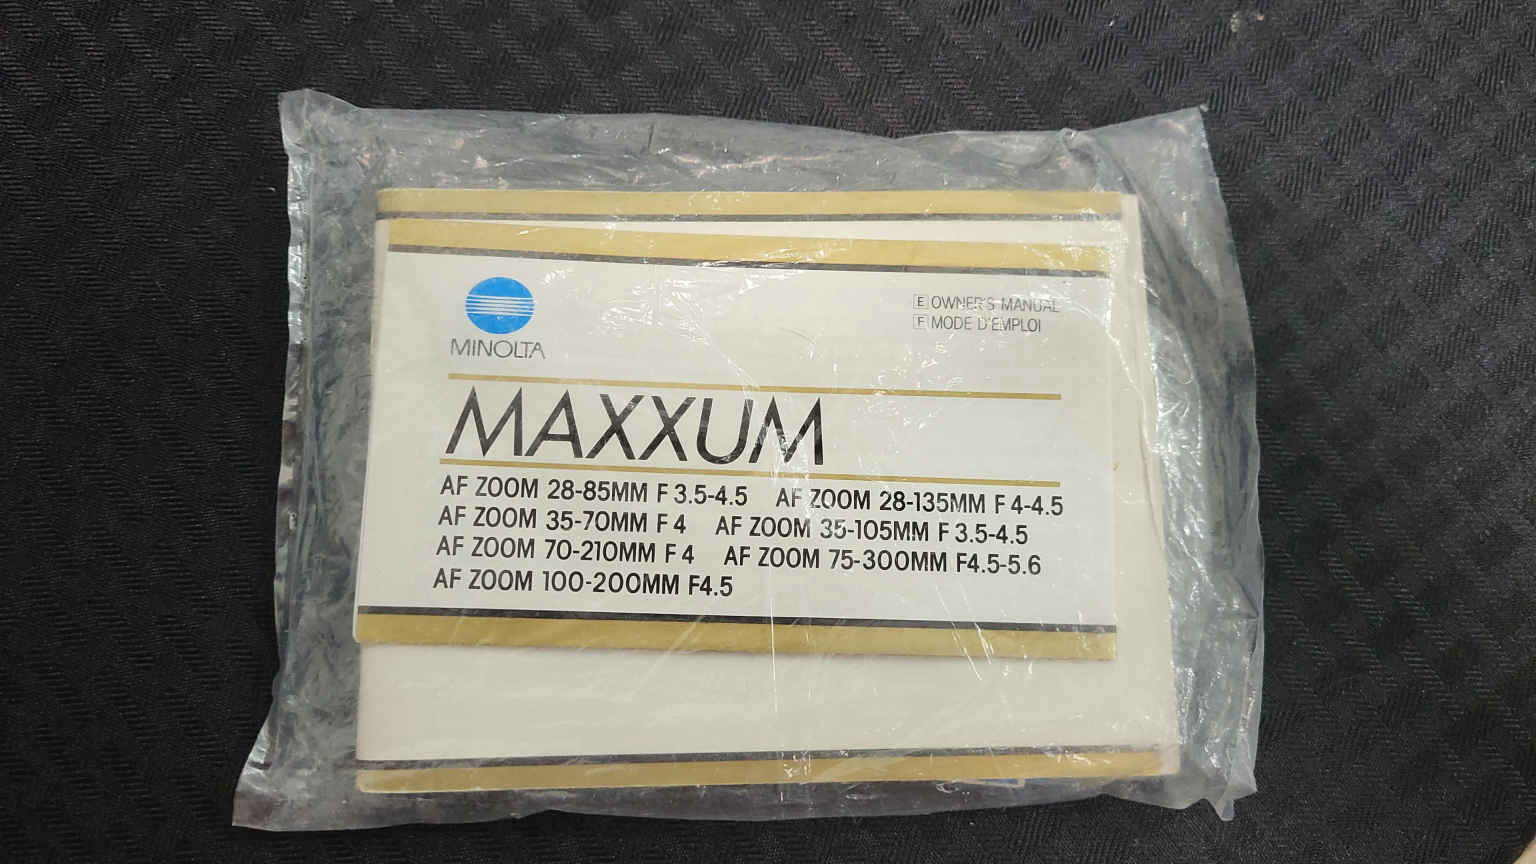 MINOLTA
E OWNER'S MANUAL
F MODE D'EMPLOI
MAXXUM
AF ZOOM 28-85MM F 3.5-4.5 AF ZOOM 28-135MM F 4-4.5
AF ZOOM 35-70MM F 4 AF ZOOM 35-105MM F 3.5-4.5
AF ZOOM 70-210MM F 4 AF ZOOM 75-300MM F4.5-5.6
AF ZOOM 100-200MM F4.5